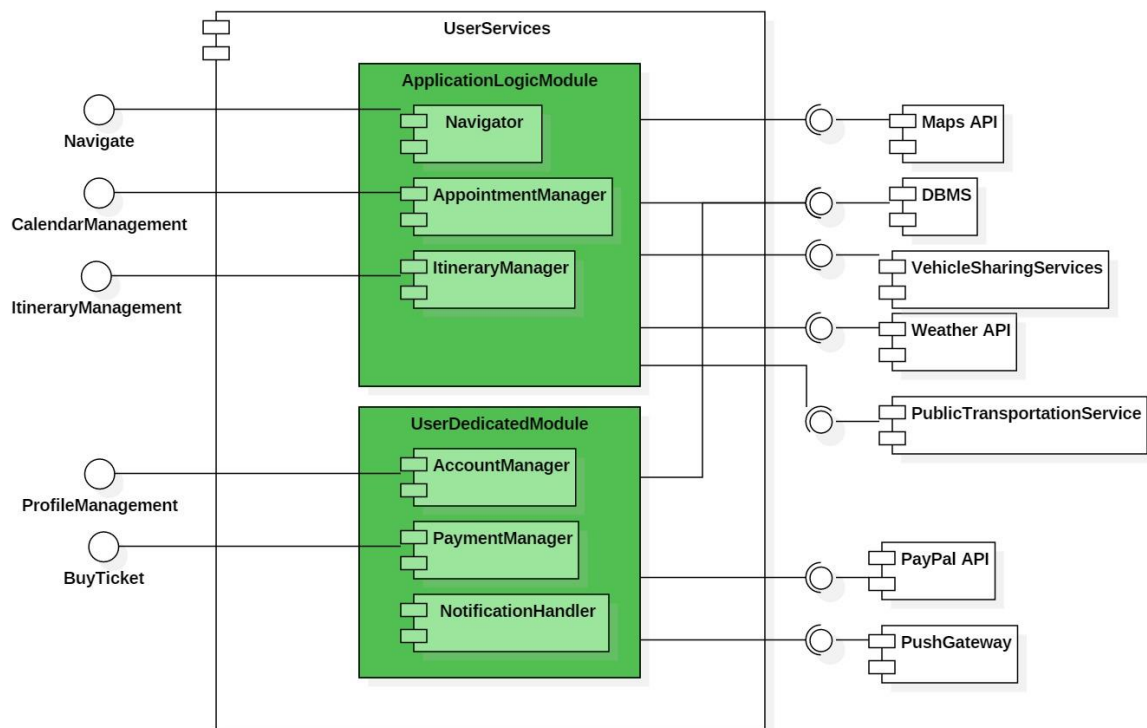 UserServices
ApplicationLogicModule
Navigator
Navigate
Maps API
AppointmentManager
DBMS
CalendarManagement
ItineraryManager
VehicleSharingServices
ItineraryManagement
Weather API
PublicTransportationService
UserDedicatedModule
AccountManager
ProfileManagement
PaymentManager
BuyTicket
PayPal API
NotificationHandler
PushGateway